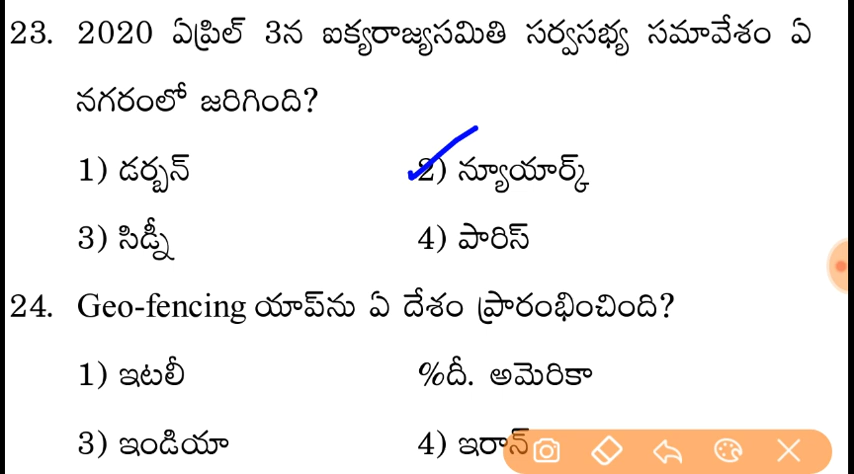 23. 2020 ఏప్రిల్ 3న ఐక్యరాజ్యసమితి సర్వసభ్య సమావేశం ఏ
నగరంలో జరిగింది?
1) డర్బన్ 2) న్యూయార్క్
3) సిడ్నీ 4) పారిస్
24. Geo-fencing యాప్‌ను ఏ దేశం ప్రారంభించింది?
1) ఇటలీ %దీ. అమెరికా
3) ఇండియా 4) ఇరాన్